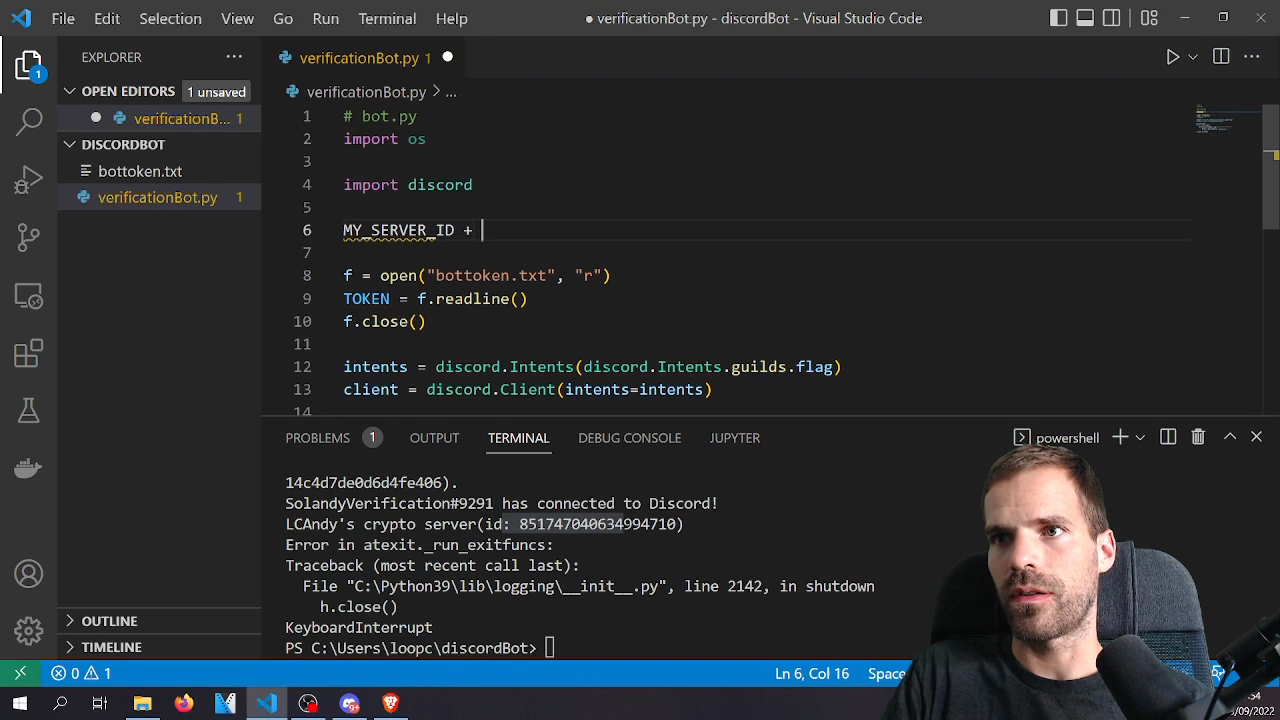 File Edit Selection View Go Run Terminal Help
● verificationBot.py - discordBot - Visual Studio Code
EXPLORER
1
OPEN EDITORS 1 unsaved
verificationB... 1
DISCORDBOT
bottoken.txt
verificationBot.py 1
OUTLINE
TIMELINE
verificationBot.py 1
verificationBot.py > ...
1 # bot.py
2 import os
3
4 import discord
5
6 MY_SERVER_ID +
7
8 f = open("bottoken.txt", "r")
9 TOKEN = f.readline()
10 f.close()
11
12 intents = discord.Intents(discord.Intents.guilds.flag)
13 client = discord.Client(intents=intents)
14
PROBLEMS 1 OUTPUT TERMINAL DEBUG CONSOLE JUPYTER
powershell
14c4d7de0d6d4fe406).
SolandyVerification#9291 has connected to Discord!
LCAndy's crypto server(id: 851747040634994710)
Error in atexit._run_exitfuncs:
Traceback (most recent call last):
File "C:\Python39\lib\logging\__init__.py", line 2142, in shutdown
h.close()
KeyboardInterrupt
PS C:\Users\loopc\discordBot>
0 1
Ln 6, Col 16